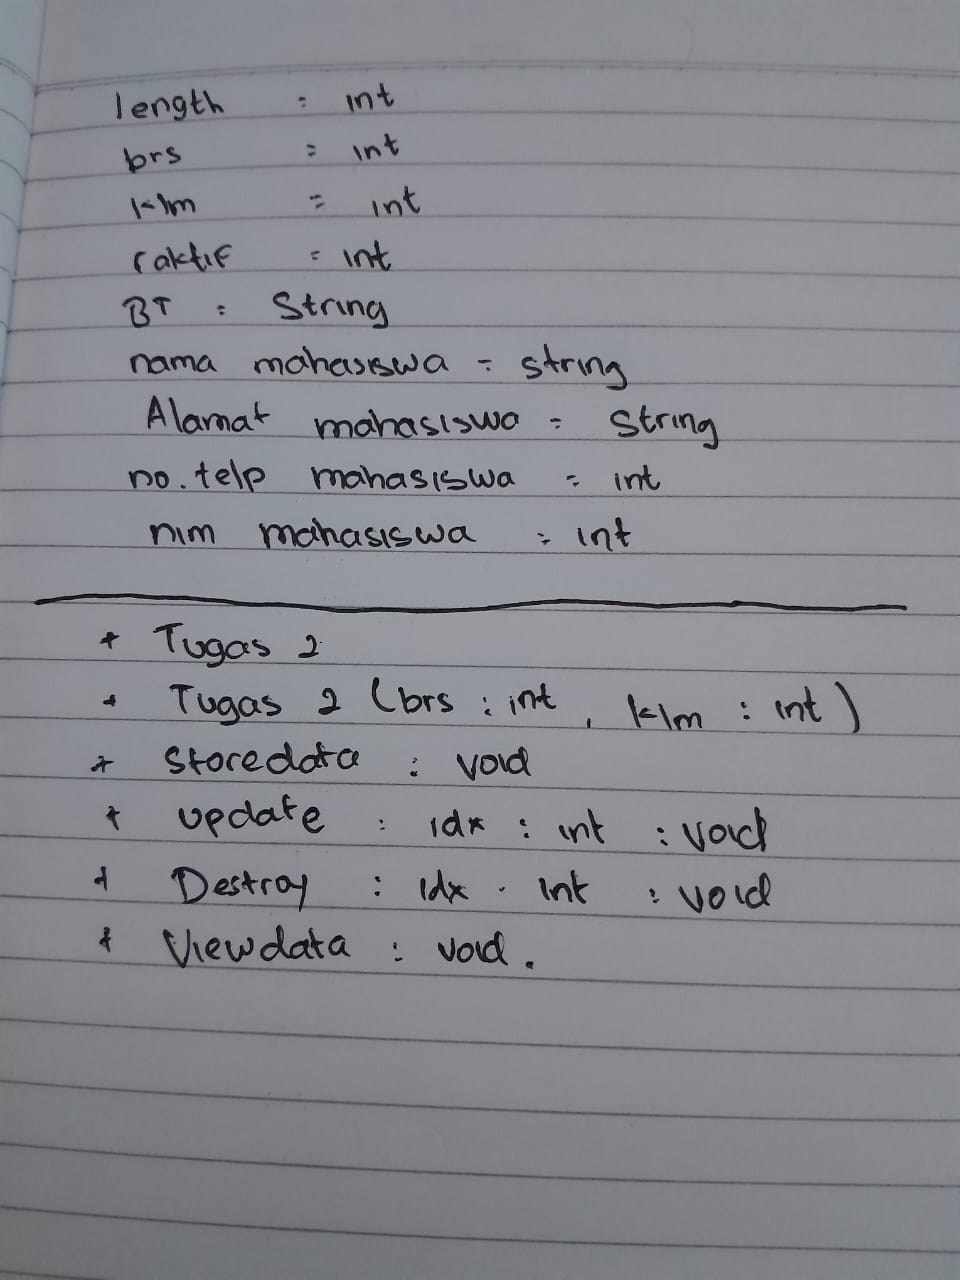 length : int
brs : int
klm : int
raktif : int
BT : String
nama mahasiswa : string
Alamat mahasiswa : String
no. telp mahasiswa : int
nim mahasiswa : int
+ Tugas 2
+ Tugas 2 (brs : int , klm : int )
+ Storedata : void
+ update : idx : int : void
+ Destroy : idx . int : void
+ Viewdata : void .